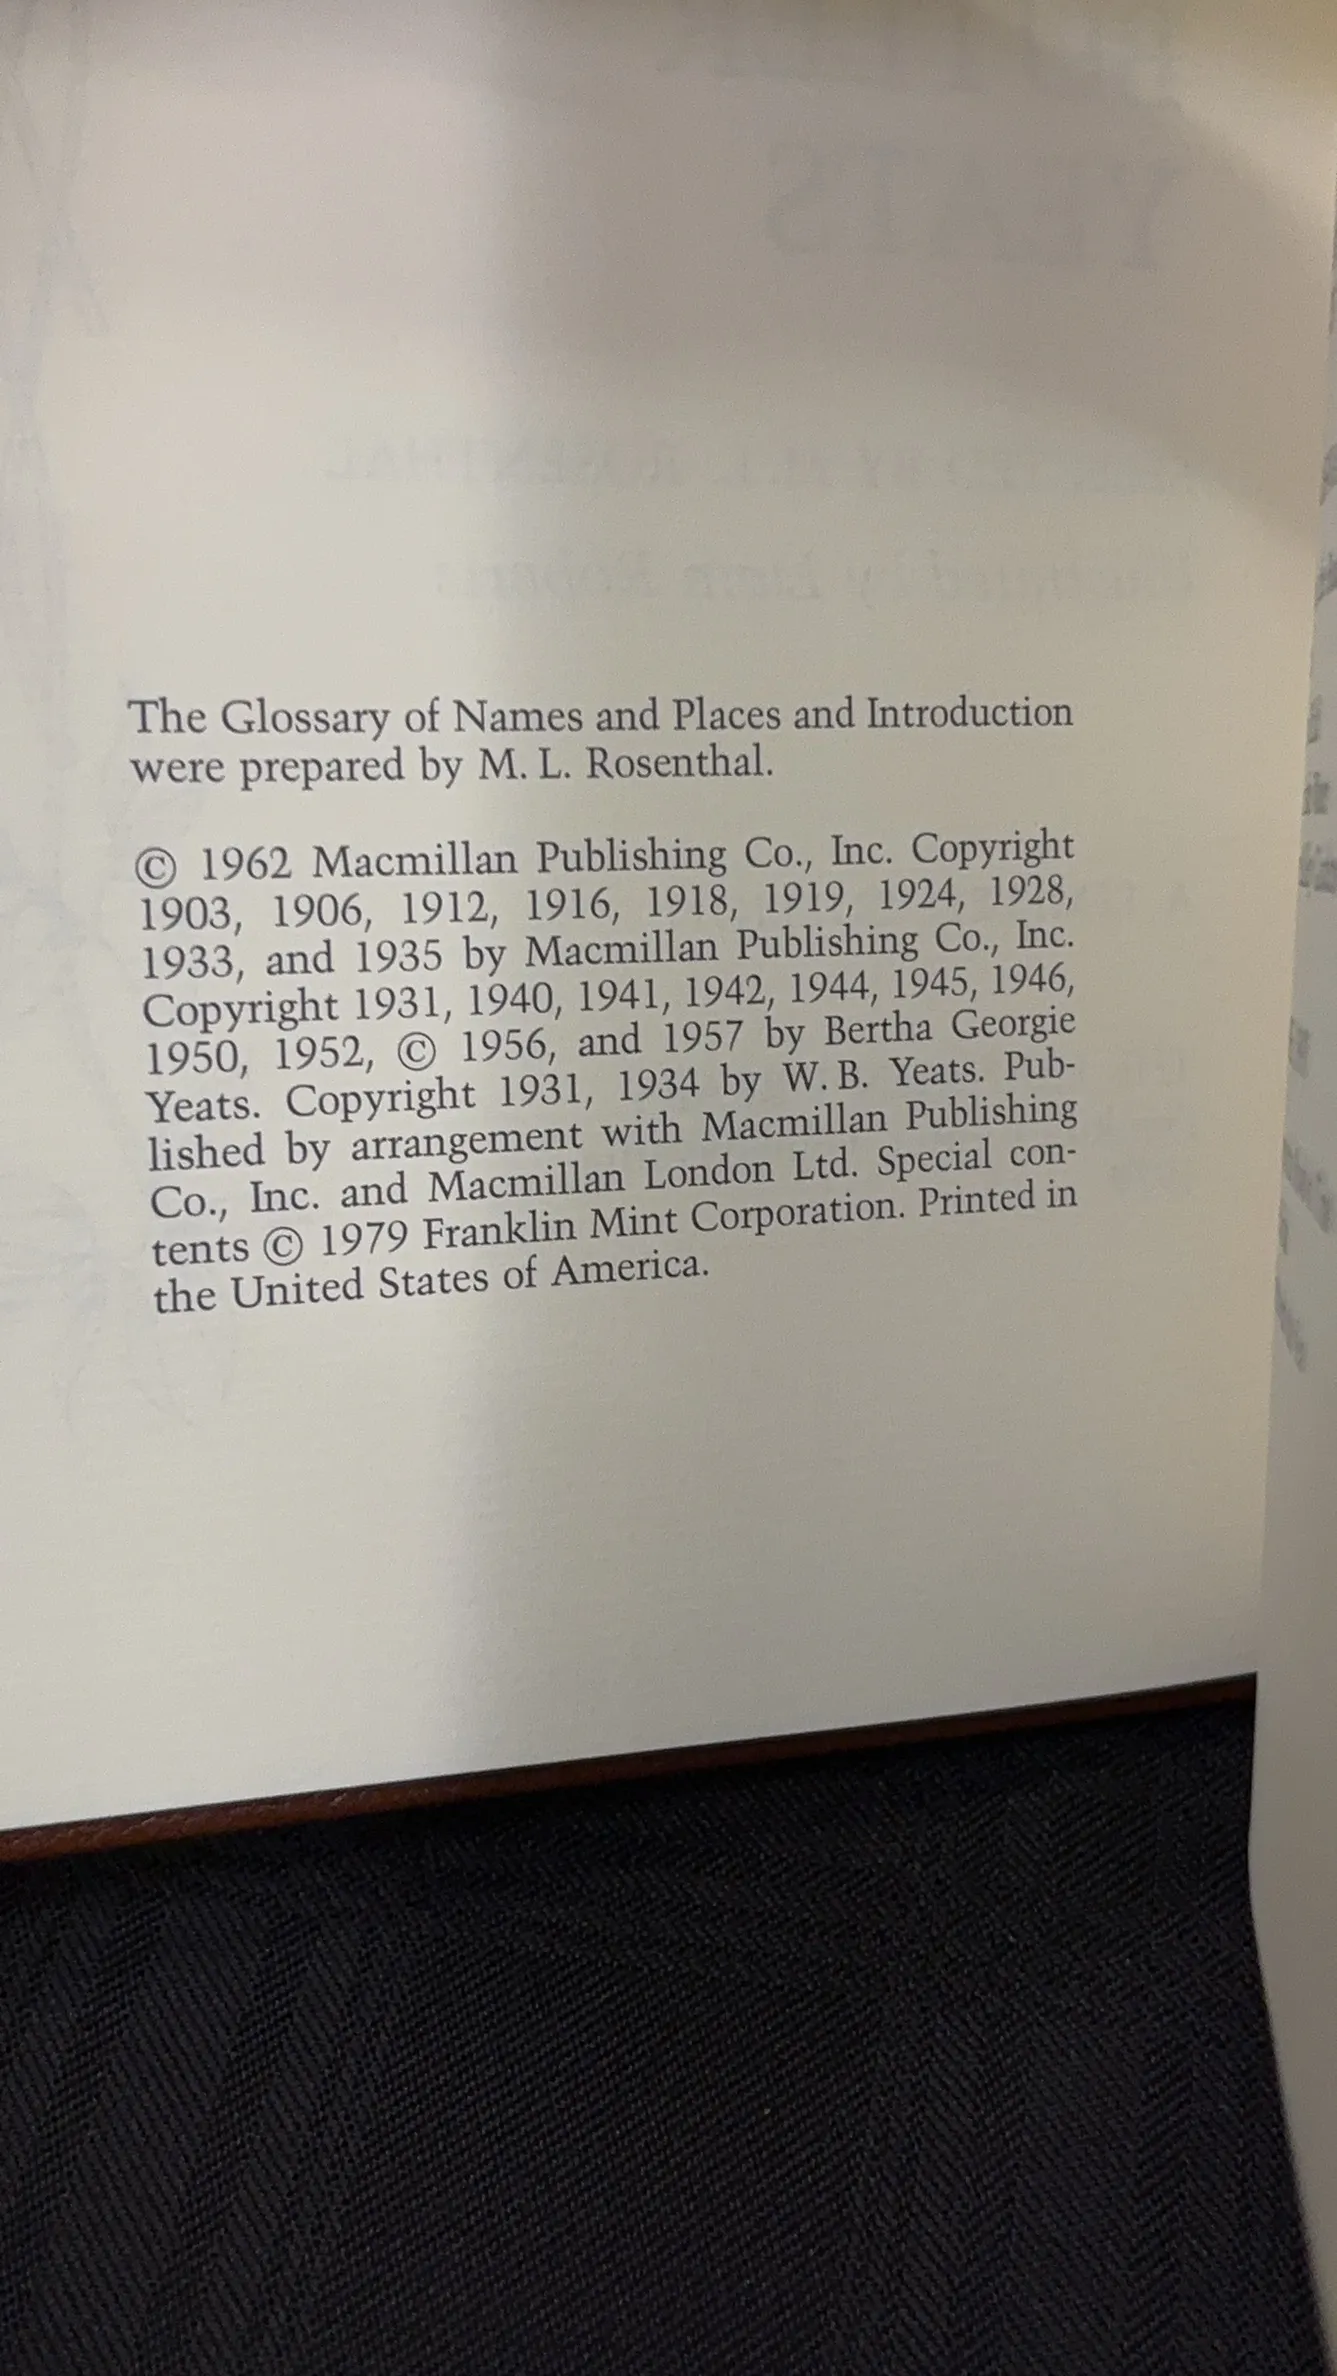 The Glossary of Names and Places and Introduction
were prepared by M. L. Rosenthal.
© 1962 Macmillan Publishing Co., Inc. Copyright
1903, 1906, 1912, 1916, 1918, 1919, 1924, 1928,
1933, and 1935 by Macmillan Publishing Co., Inc.
Copyright 1931, 1940, 1941, 1942, 1944, 1945, 1946,
1950, 1952, © 1956, and 1957 by Bertha Georgie
Yeats. Copyright 1931, 1934 by W. B. Yeats. Pub-
lished by arrangement with Macmillan Publishing
Co., Inc. and Macmillan London Ltd. Special con-
tents © 1979 Franklin Mint Corporation. Printed in
the United States of America.